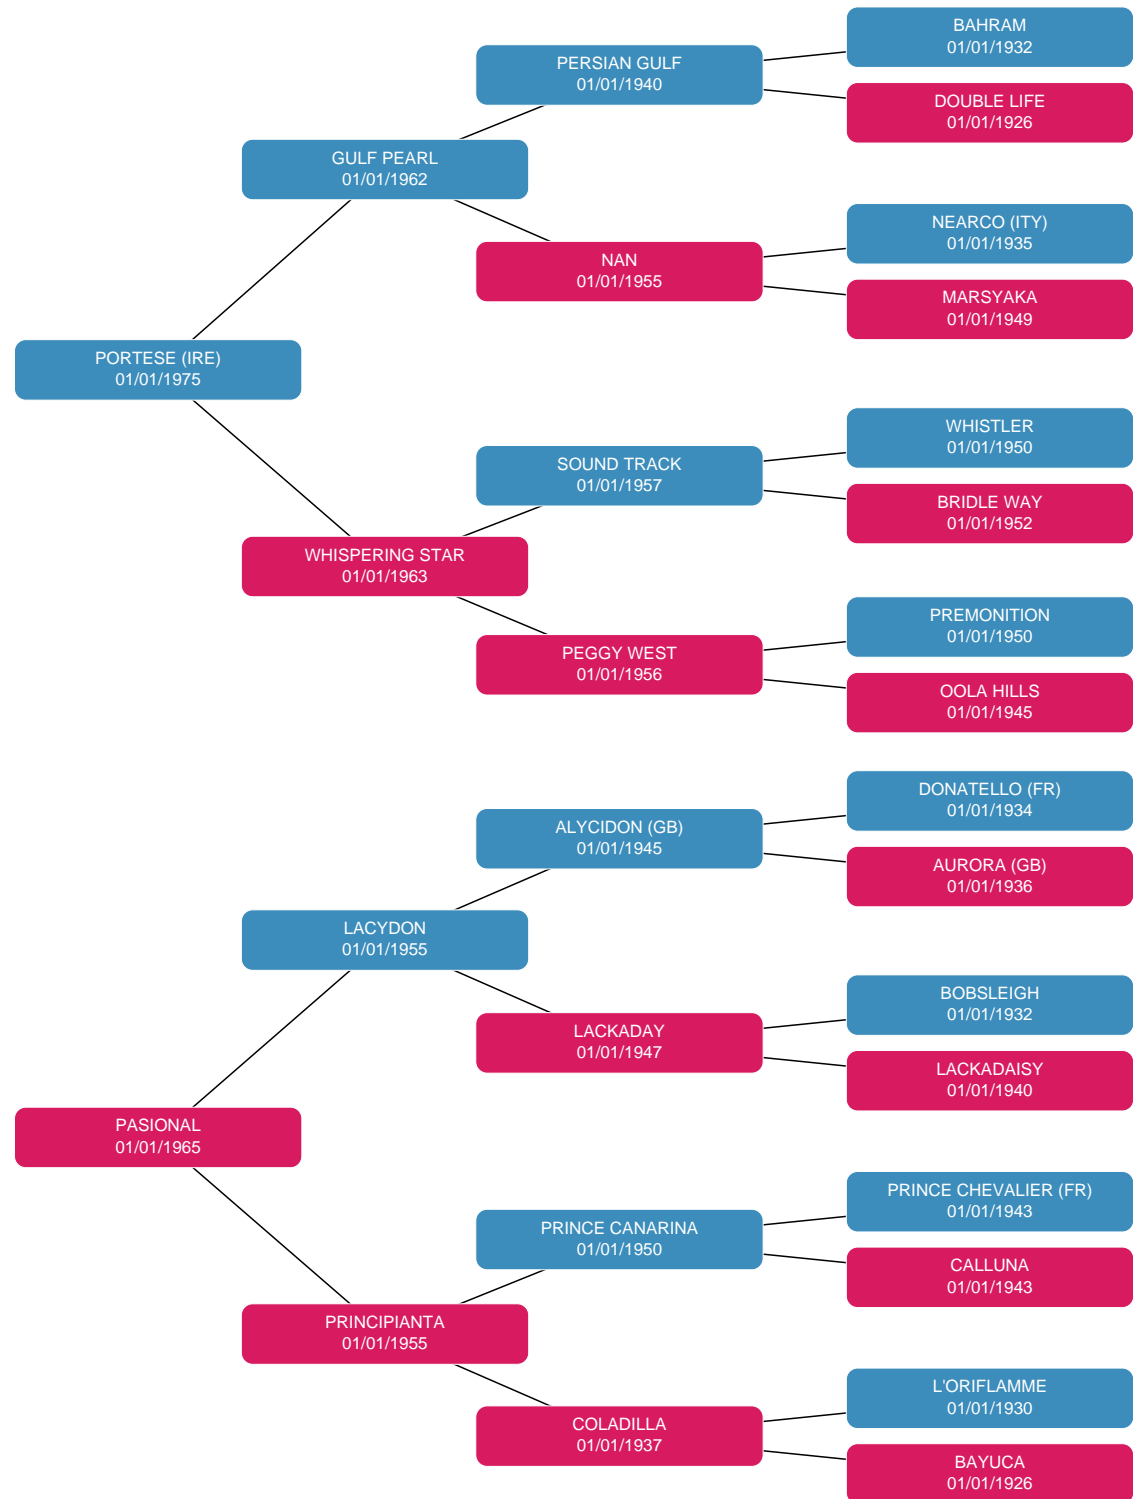 BAHRAM
01/01/1932
PERSIAN GULF
01/01/1940
DOUBLE LIFE
01/01/1926
GULF PEARL
01/01/1962
NEARCO (ITY)
01/01/1935
NAN
01/01/1955
MARSYAKA
01/01/1949
PORTESE (IRE)
01/01/1975
WHISTLER
01/01/1950
SOUND TRACK
01/01/1957
BRIDLE WAY
01/01/1952
WHISPERING STAR
01/01/1963
PREMONITION
01/01/1950
PEGGY WEST
01/01/1956
OOLA HILLS
01/01/1945
DONATELLO (FR)
01/01/1934
ALYCIDON (GB)
01/01/1945
AURORA (GB)
01/01/1936
LACYDON
01/01/1955
BOBSLEIGH
01/01/1932
LACKADAY
01/01/1947
LACKADAISY
01/01/1940
PASIONAL
01/01/1965
PRINCE CHEVALIER (FR)
01/01/1943
PRINCE CANARINA
01/01/1950
CALLUNA
01/01/1943
PRINCIPIANTA
01/01/1955
L'ORIFLAMME
01/01/1930
COLADILLA
01/01/1937
BAYUCA
01/01/1926